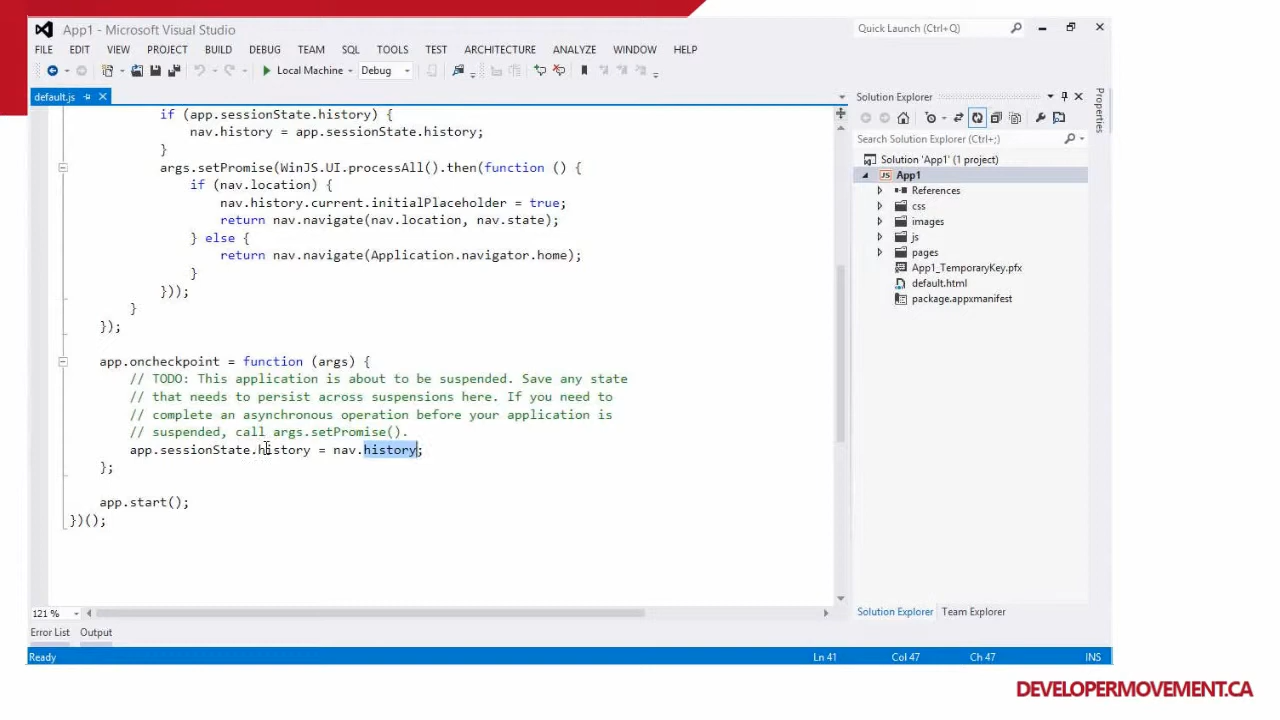 App1 - Microsoft Visual Studio
Quick Launch (Ctrl+Q)
FILE EDIT VIEW PROJECT BUILD DEBUG TEAM SQL TOOLS TEST ARCHITECTURE ANALYZE WINDOW HELP
Local Machine Debug
default.js
if (app.sessionState.history) {
nav.history = app.sessionState.history;
}
args.setPromise(WinJS.UI.processAll().then(function () {
if (nav.location) {
nav.history.current.initialPlaceholder = true;
return nav.navigate(nav.location, nav.state);
} else {
return nav.navigate(Application.navigator.home);
}
}));
}
});
app.oncheckpoint = function (args) {
// TODO: This application is about to be suspended. Save any state
// that needs to persist across suspensions here. If you need to
// complete an asynchronous operation before your application is
// suspended, call args.setPromise().
app.sessionState.history = nav.history;
};
app.start();
})();
121 %
Error List Output
Ready
Ln 41 Col 47 Ch 47 INS
Solution Explorer
Search Solution Explorer (Ctrl+;)
Solution 'App1' (1 project)
JS App1
References
css
images
js
pages
App1_TemporaryKey.pfx
default.html
package.appxmanifest
Solution Explorer Team Explorer
Properties
DEVELOPERMOVEMENT.CA